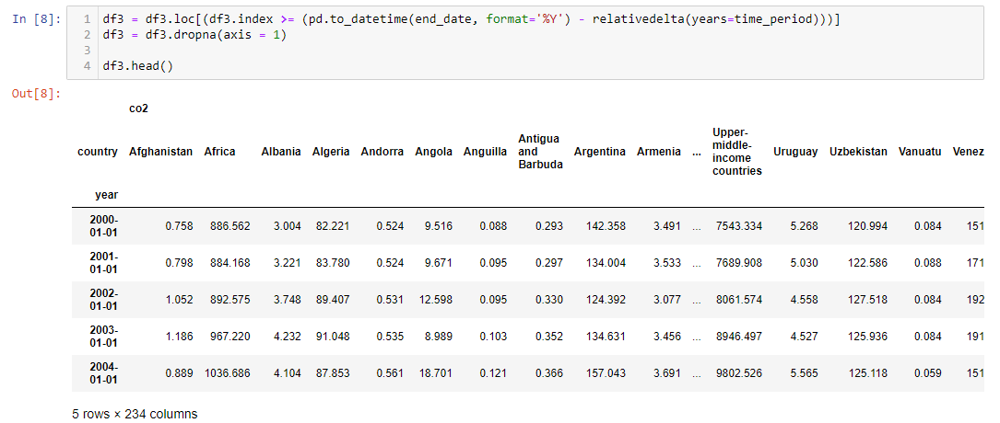 In [8]:
1 df3 = df3.loc[(df3.index >= (pd.to_datetime(end_date, format='%Y') - relativedelta(years=time_period)))]
2 df3 = df3.dropna(axis = 1)
3
4 df3.head()
Out[8]:
co2
country Afghanistan Africa Albania Algeria Andorra Angola Anguilla Antigua and Barbuda Argentina Armenia ... Upper-middle-income countries Uruguay Uzbekistan Vanuatu Venez
year
2000-01-01 0.758 886.562 3.004 82.221 0.524 9.516 0.088 0.293 142.358 3.491 ... 7543.334 5.268 120.994 0.084 151
2001-01-01 0.798 884.168 3.221 83.780 0.524 9.671 0.095 0.297 134.004 3.533 ... 7689.908 5.030 122.586 0.088 171
2002-01-01 1.052 892.575 3.748 89.407 0.531 12.598 0.095 0.330 124.392 3.077 ... 8061.574 4.558 127.518 0.084 192
2003-01-01 1.186 967.220 4.232 91.048 0.535 8.989 0.103 0.352 134.631 3.456 ... 8946.497 4.527 125.936 0.084 191
2004-01-01 0.889 1036.686 4.104 87.853 0.561 18.701 0.121 0.366 157.043 3.691 ... 9802.526 5.565 125.118 0.059 151
5 rows × 234 columns